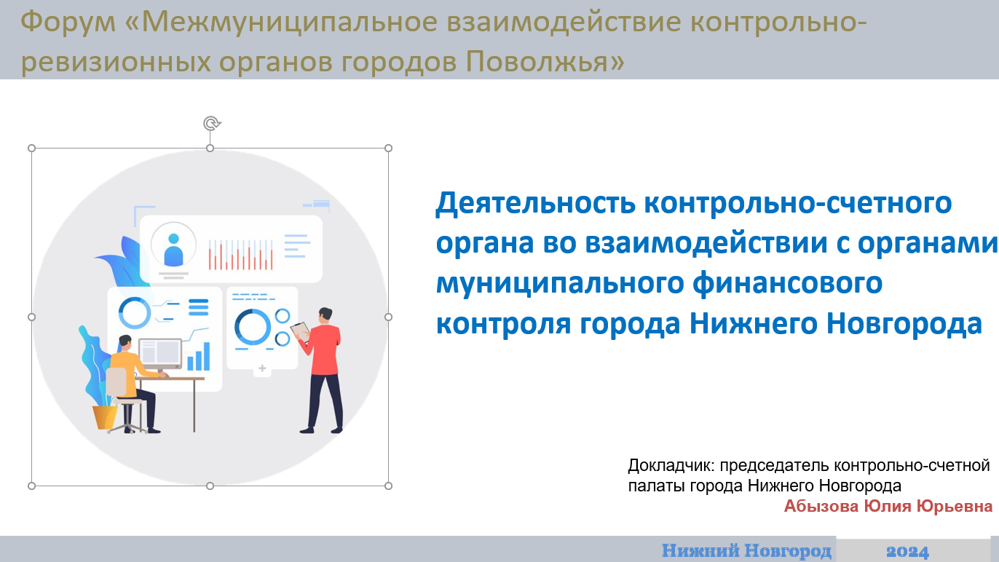 Форум «Межмуниципальное взаимодействие контрольно-
ревизионных органов городов Поволжья»
Деятельность контрольно-счетного
органа во взаимодействии с органами
муниципального финансового
контроля города Нижнего Новгорода
Докладчик: председатель контрольно-счетной
палаты города Нижнего Новгорода
Абызова Юлия Юрьевна
Нижний Новгород 2024